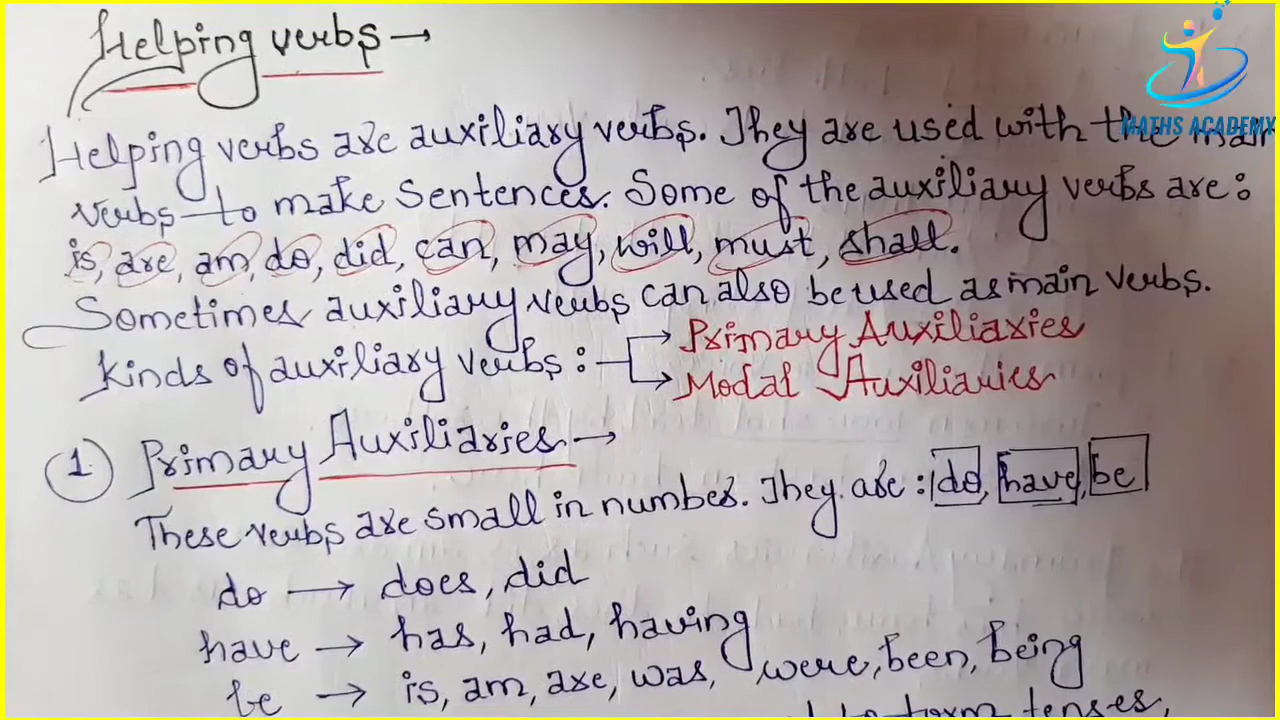 Helping verbs →
Helping verbs are auxiliary verbs. They are used with the main
verbs to make sentences. Some of the auxiliary verbs are:
is, are, am, do, did, can, may, will, must, shall.
Sometimes auxiliary verbs can also be used as main verbs.
Kinds of auxiliary verbs :→ Primary Auxiliaries
→ Modal Auxiliaries
1 Primary Auxiliaries →
These verbs are small in number. They are : do, have, be
do → does, did
have → has, had, having
be → is, am, are, was, were, been, being
to form tenses,
MATHS ACADEMY